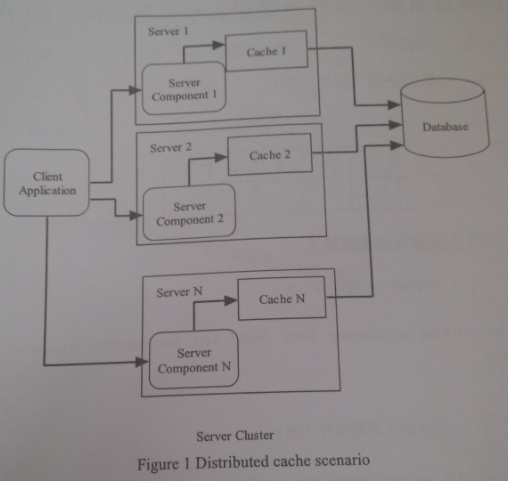 Server 1
Cache 1
Server
Component 1
Database
Server 2
Cache 2
Client
Application
Server
Component 2
Server N
Cache N
Server
Component N
Server Cluster
Figure 1 Distributed cache scenario